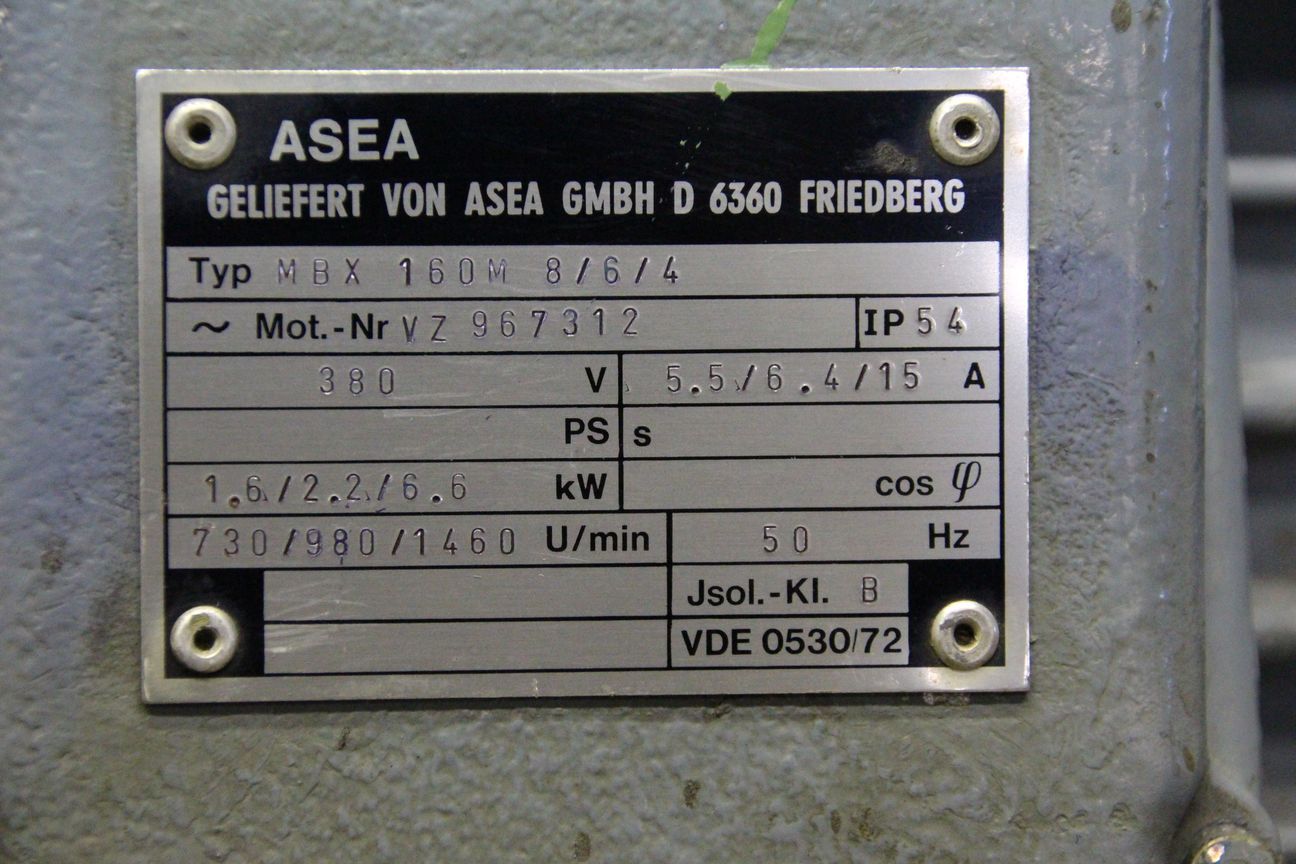 ASEA
GELIEFERT VON ASEA GMBH D 6360 FRIEDBERG
Typ MBX 160M 8/6/4
~ Mot.-Nr VZ 967312 IP 54
380 V 5.5/6.4/15 A
PS s
1.6/2.2/6.6 kW cos φ
730/980/1460 U/min 50 Hz
Jsol.-Kl. B
VDE 0530/72